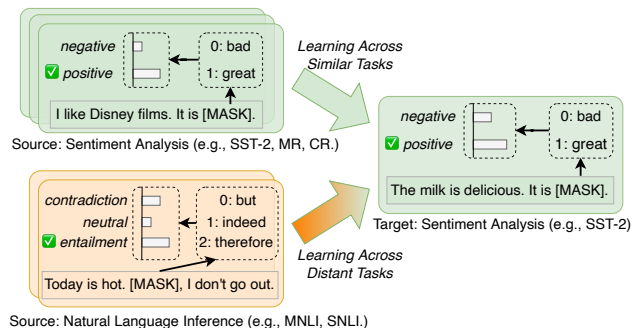 negative
positive
0: bad
1: great
I like Disney films. It is [MASK].
Source: Sentiment Analysis (e.g., SST-2, MR, CR.)
Learning Across
Similar Tasks
contradiction
neutral
entailment
0: but
1: indeed
2: therefore
Today is hot. [MASK], I don't go out.
Source: Natural Language Inference (e.g., MNLI, SNLI.)
Learning Across
Distant Tasks
negative
positive
0: bad
1: great
The milk is delicious. It is [MASK].
Target: Sentiment Analysis (e.g., SST-2)